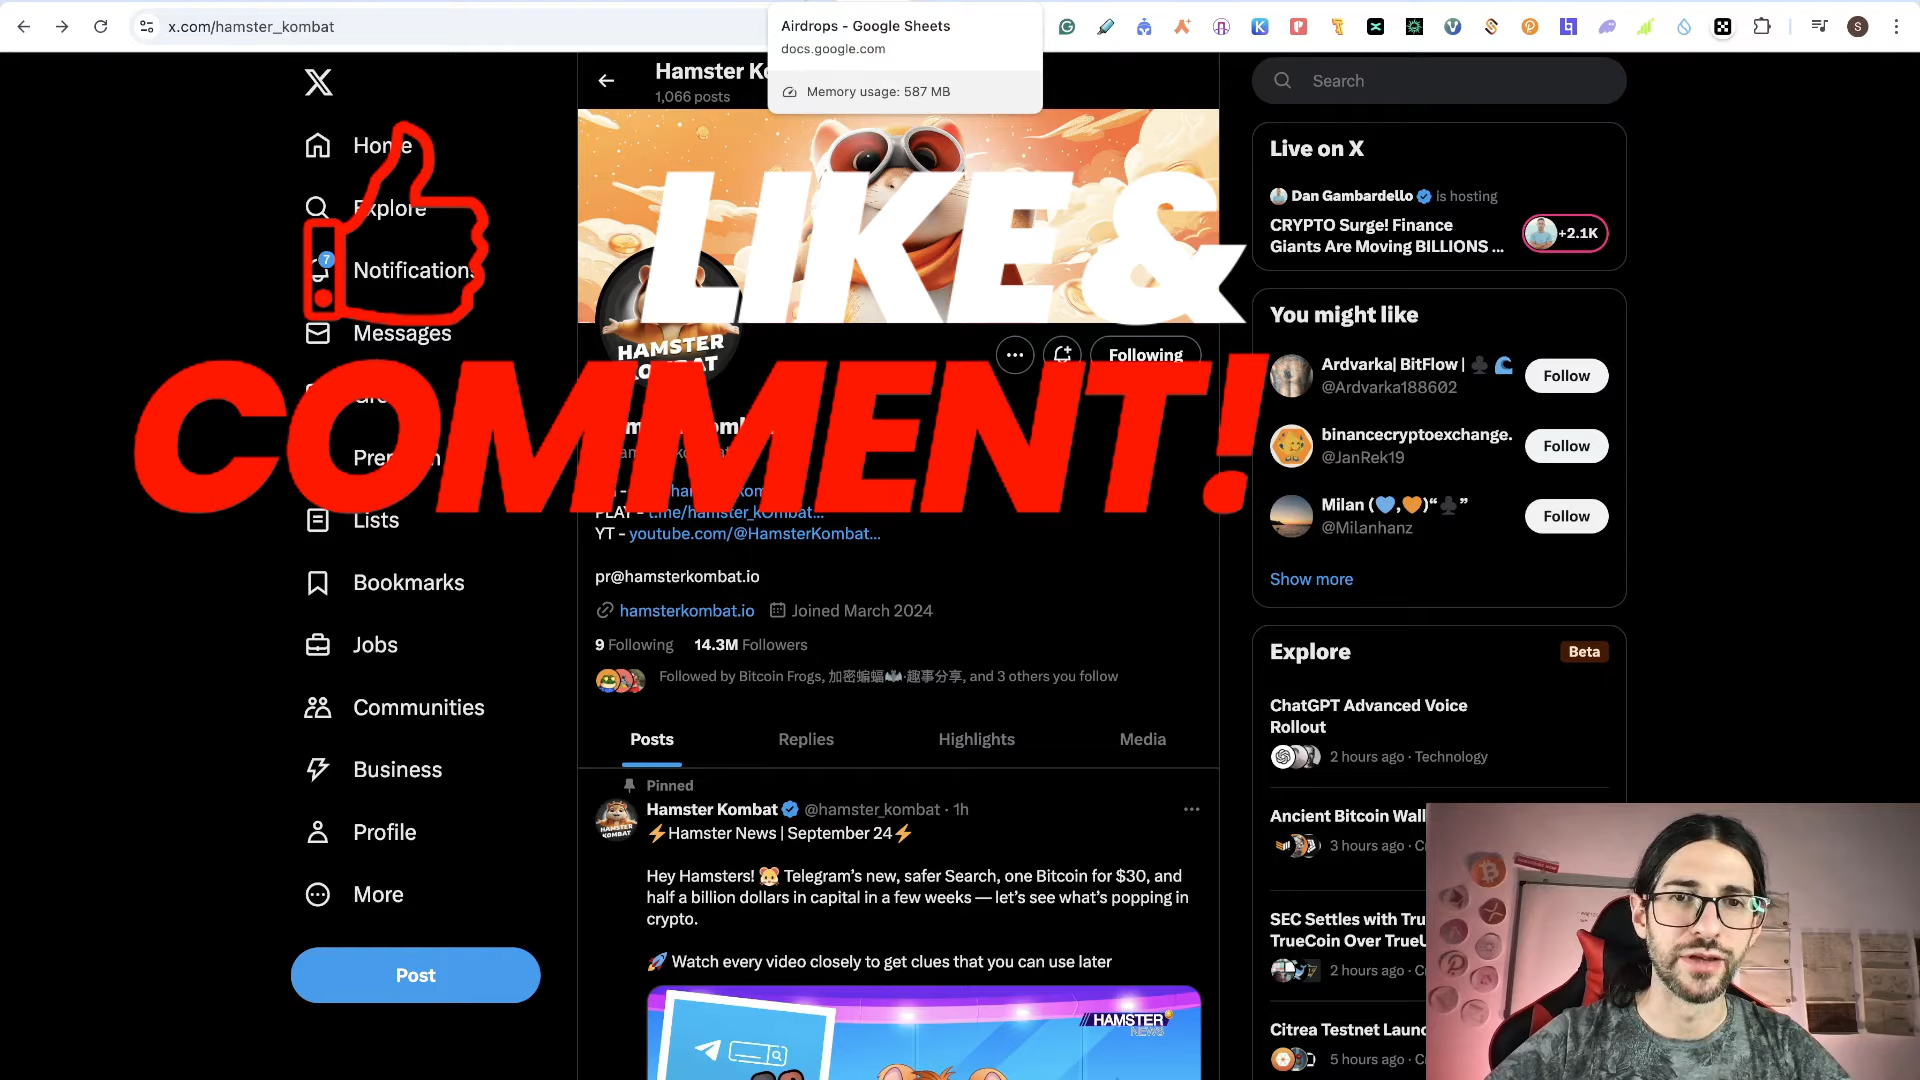 x.com/hamster_kombat
Airdrops - Google Sheets
docs.google.com
Memory usage: 587 MB
S
Home
Explore
7
Notifications
Messages
Lists
Bookmarks
Jobs
Communities
Business
Profile
More
Post
1,066 posts
LIKE &
COMMENT!
HAMSTER
Following
YT - youtube.com/@HamsterKombat...
pr@hamsterkombat.io
hamsterkombat.io Joined March 2024
9 Following 14.3M Followers
Followed by Bitcoin Frogs, 加密蝙蝠🦇·趣事分享, and 3 others you follow
Posts Replies Highlights Media
Pinned
Hamster Kombat @hamster_kombat · 1h
⚡Hamster News | September 24⚡
Hey Hamsters! 🐹 Telegram’s new, safer Search, one Bitcoin for $30, and
half a billion dollars in capital in a few weeks — let’s see what’s popping in
crypto.
🚀 Watch every video closely to get clues that you can use later
HAMSTER
NEWS
Search
Live on X
Dan Gambardello is hosting
CRYPTO Surge! Finance
Giants Are Moving BILLIONS ...
+2.1K
You might like
Ardvarka| BitFlow | ♣️ 🌊
@Ardvarka188602
Follow
binancecryptoexchange.
@JanRek19
Follow
Milan (💙,🧡)“♣️”
@Milanhanz
Follow
Show more
Explore
Beta
ChatGPT Advanced Voice
Rollout
2 hours ago · Technology
Ancient Bitcoin Wall
3 hours ago · C
SEC Settles with Tru
TrueCoin Over TrueU
2 hours ago · C
Citrea Testnet Launc
5 hours ago · C